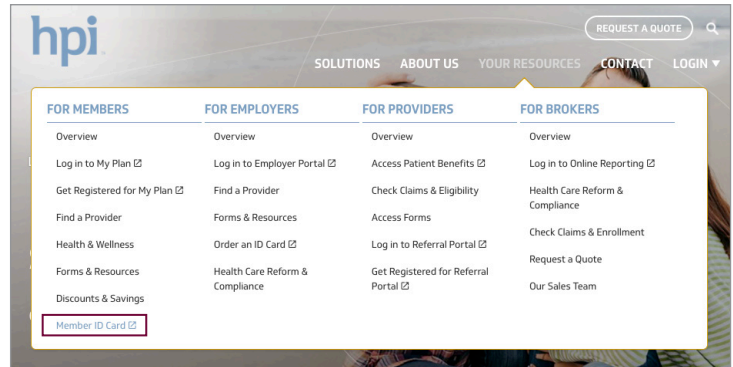 hpi
REQUEST A QUOTE
SOLUTIONS ABOUT US YOUR RESOURCES CONTACT LOGIN
FOR MEMBERS
Overview
Log in to My Plan
Get Registered for My Plan
Find a Provider
Health & Wellness
Forms & Resources
Discounts & Savings
Member ID Card
FOR EMPLOYERS
Overview
Log in to Employer Portal
Find a Provider
Forms & Resources
Order an ID Card
Health Care Reform &
Compliance
FOR PROVIDERS
Overview
Access Patient Benefits
Check Claims & Eligibility
Access Forms
Log in to Referral Portal
Get Registered for Referral
Portal
FOR BROKERS
Overview
Log in to Online Reporting
Health Care Reform &
Compliance
Check Claims & Enrollment
Request a Quote
Our Sales Team